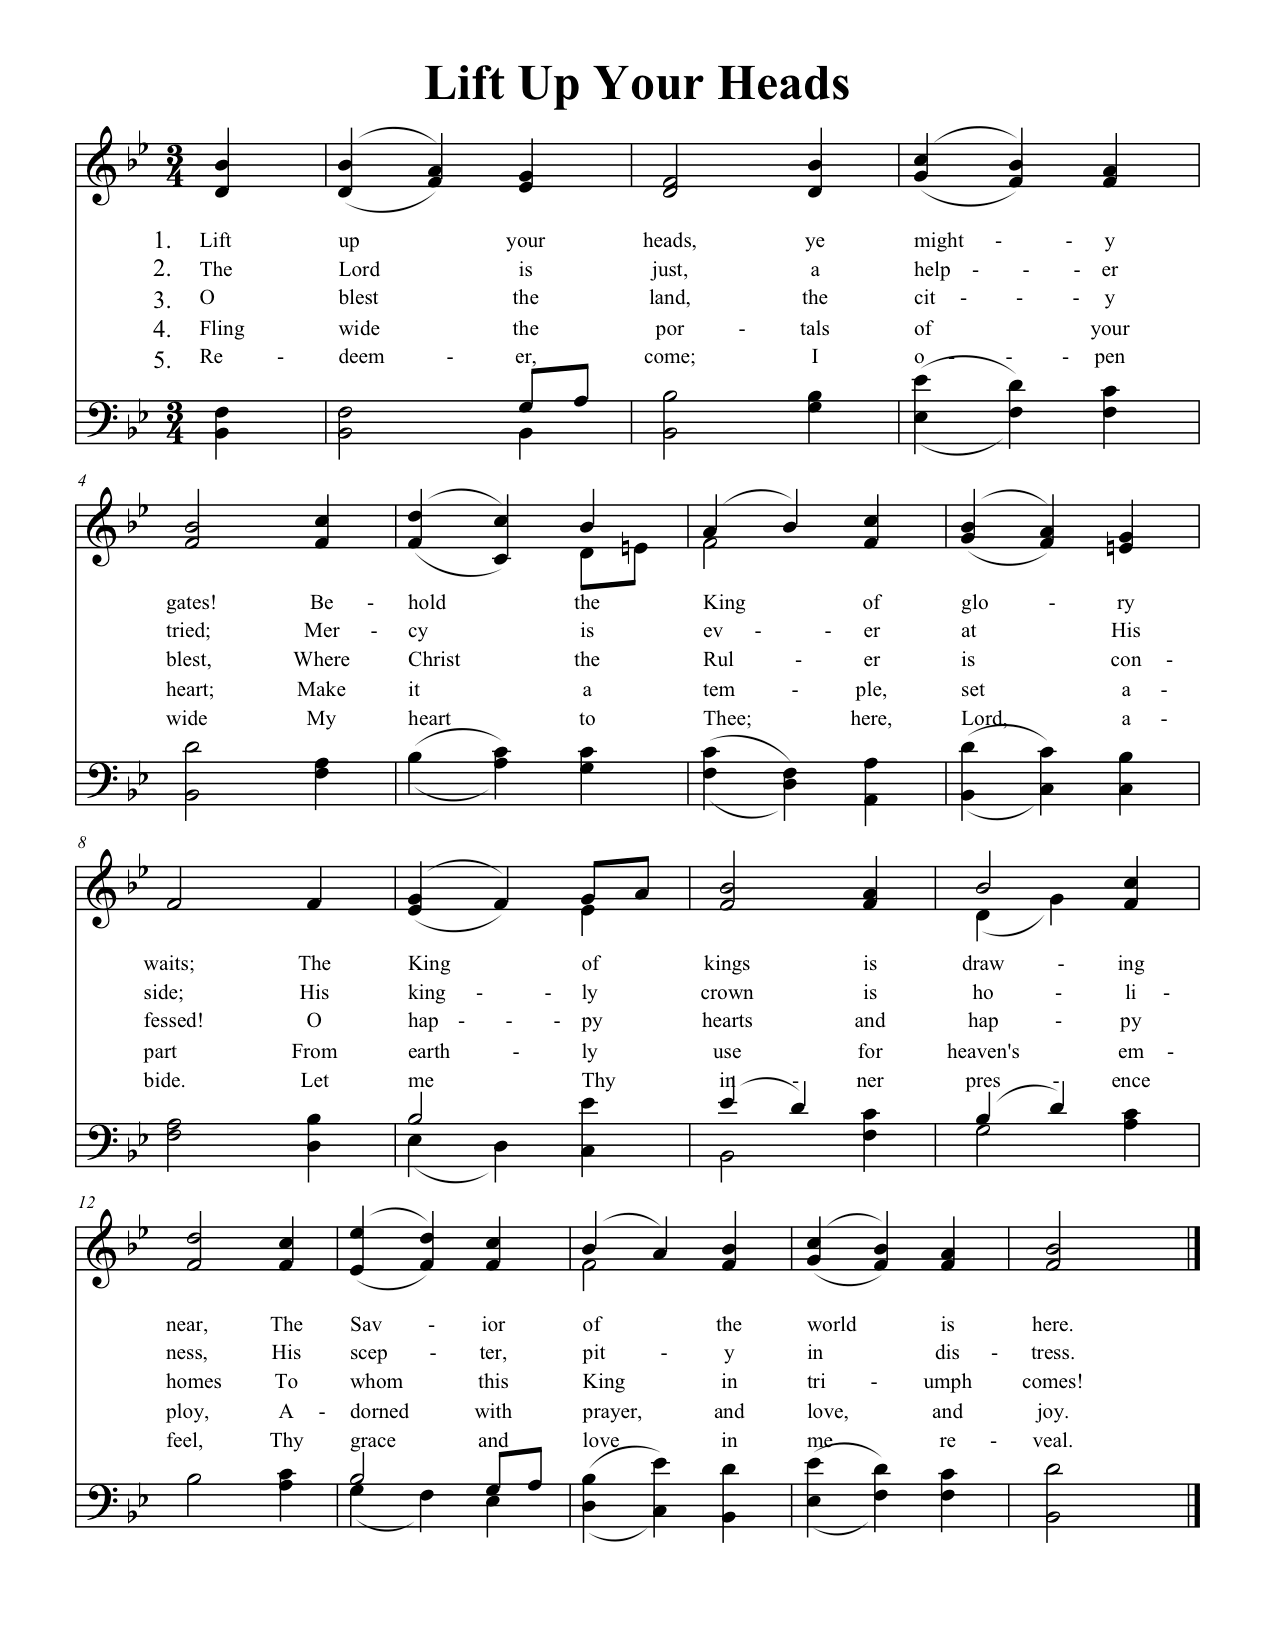 Lift Up Your Heads
3 4
1. Lift up your heads, ye might - - y
2. The Lord is just, a help - - - er
3. O blest the land, the cit - - - y
4. Fling wide the por - tals of your
5. Re - deem - er, come; I o - - - pen
3 4
4
gates! Be - hold the King of glo - ry
tried; Mer - cy is ev - - er at His
blest, Where Christ the Rul - er is con -
heart; Make it a tem - ple, set a -
wide My heart to Thee; here, Lord, a -
8
waits; The King of kings is draw - ing
side; His king - - ly crown is ho - li -
fessed! O hap - - - py hearts and hap - py
part From earth - ly use for heaven's em -
bide. Let me Thy in - ner pres - ence
12
near, The Sav - ior of the world is here.
ness, His scep - ter, pit - y in dis - tress.
homes To whom this King in tri - umph comes!
ploy, A - dorned with prayer, and love, and joy.
feel, Thy grace and love in me re - veal.